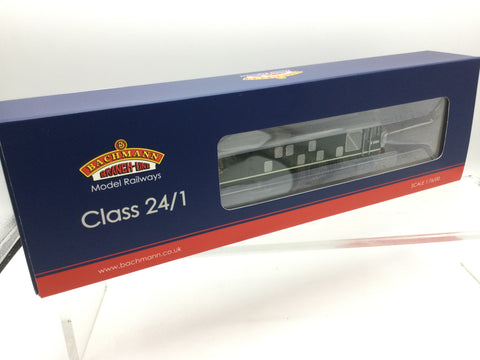 BACHMANN
BRANCH-LINE
Model Railways
Class 24/1
www.bachmann.co.uk
SCALE 1:76/00